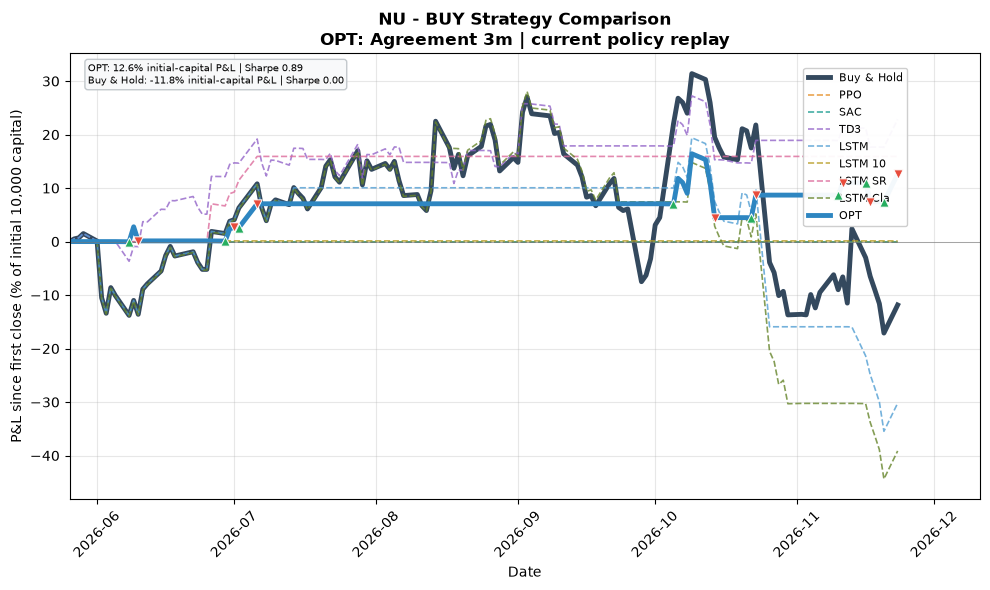 NU - BUY Strategy Comparison
OPT: Agreement 3m | current policy replay
OPT: 12.6% initial-capital P&L | Sharpe 0.89
Buy & Hold: -11.8% initial-capital P&L | Sharpe 0.00
Buy & Hold
PPO
SAC
TD3
LSTM
LSTM 10
LSTM SR
LSTM Cla
OPT
P&L since first close (% of initial 10,000 capital)
30
20
10
0
−10
−20
−30
−40
2026-06
2026-07
2026-08
2026-09
2026-10
2026-11
2026-12
Date